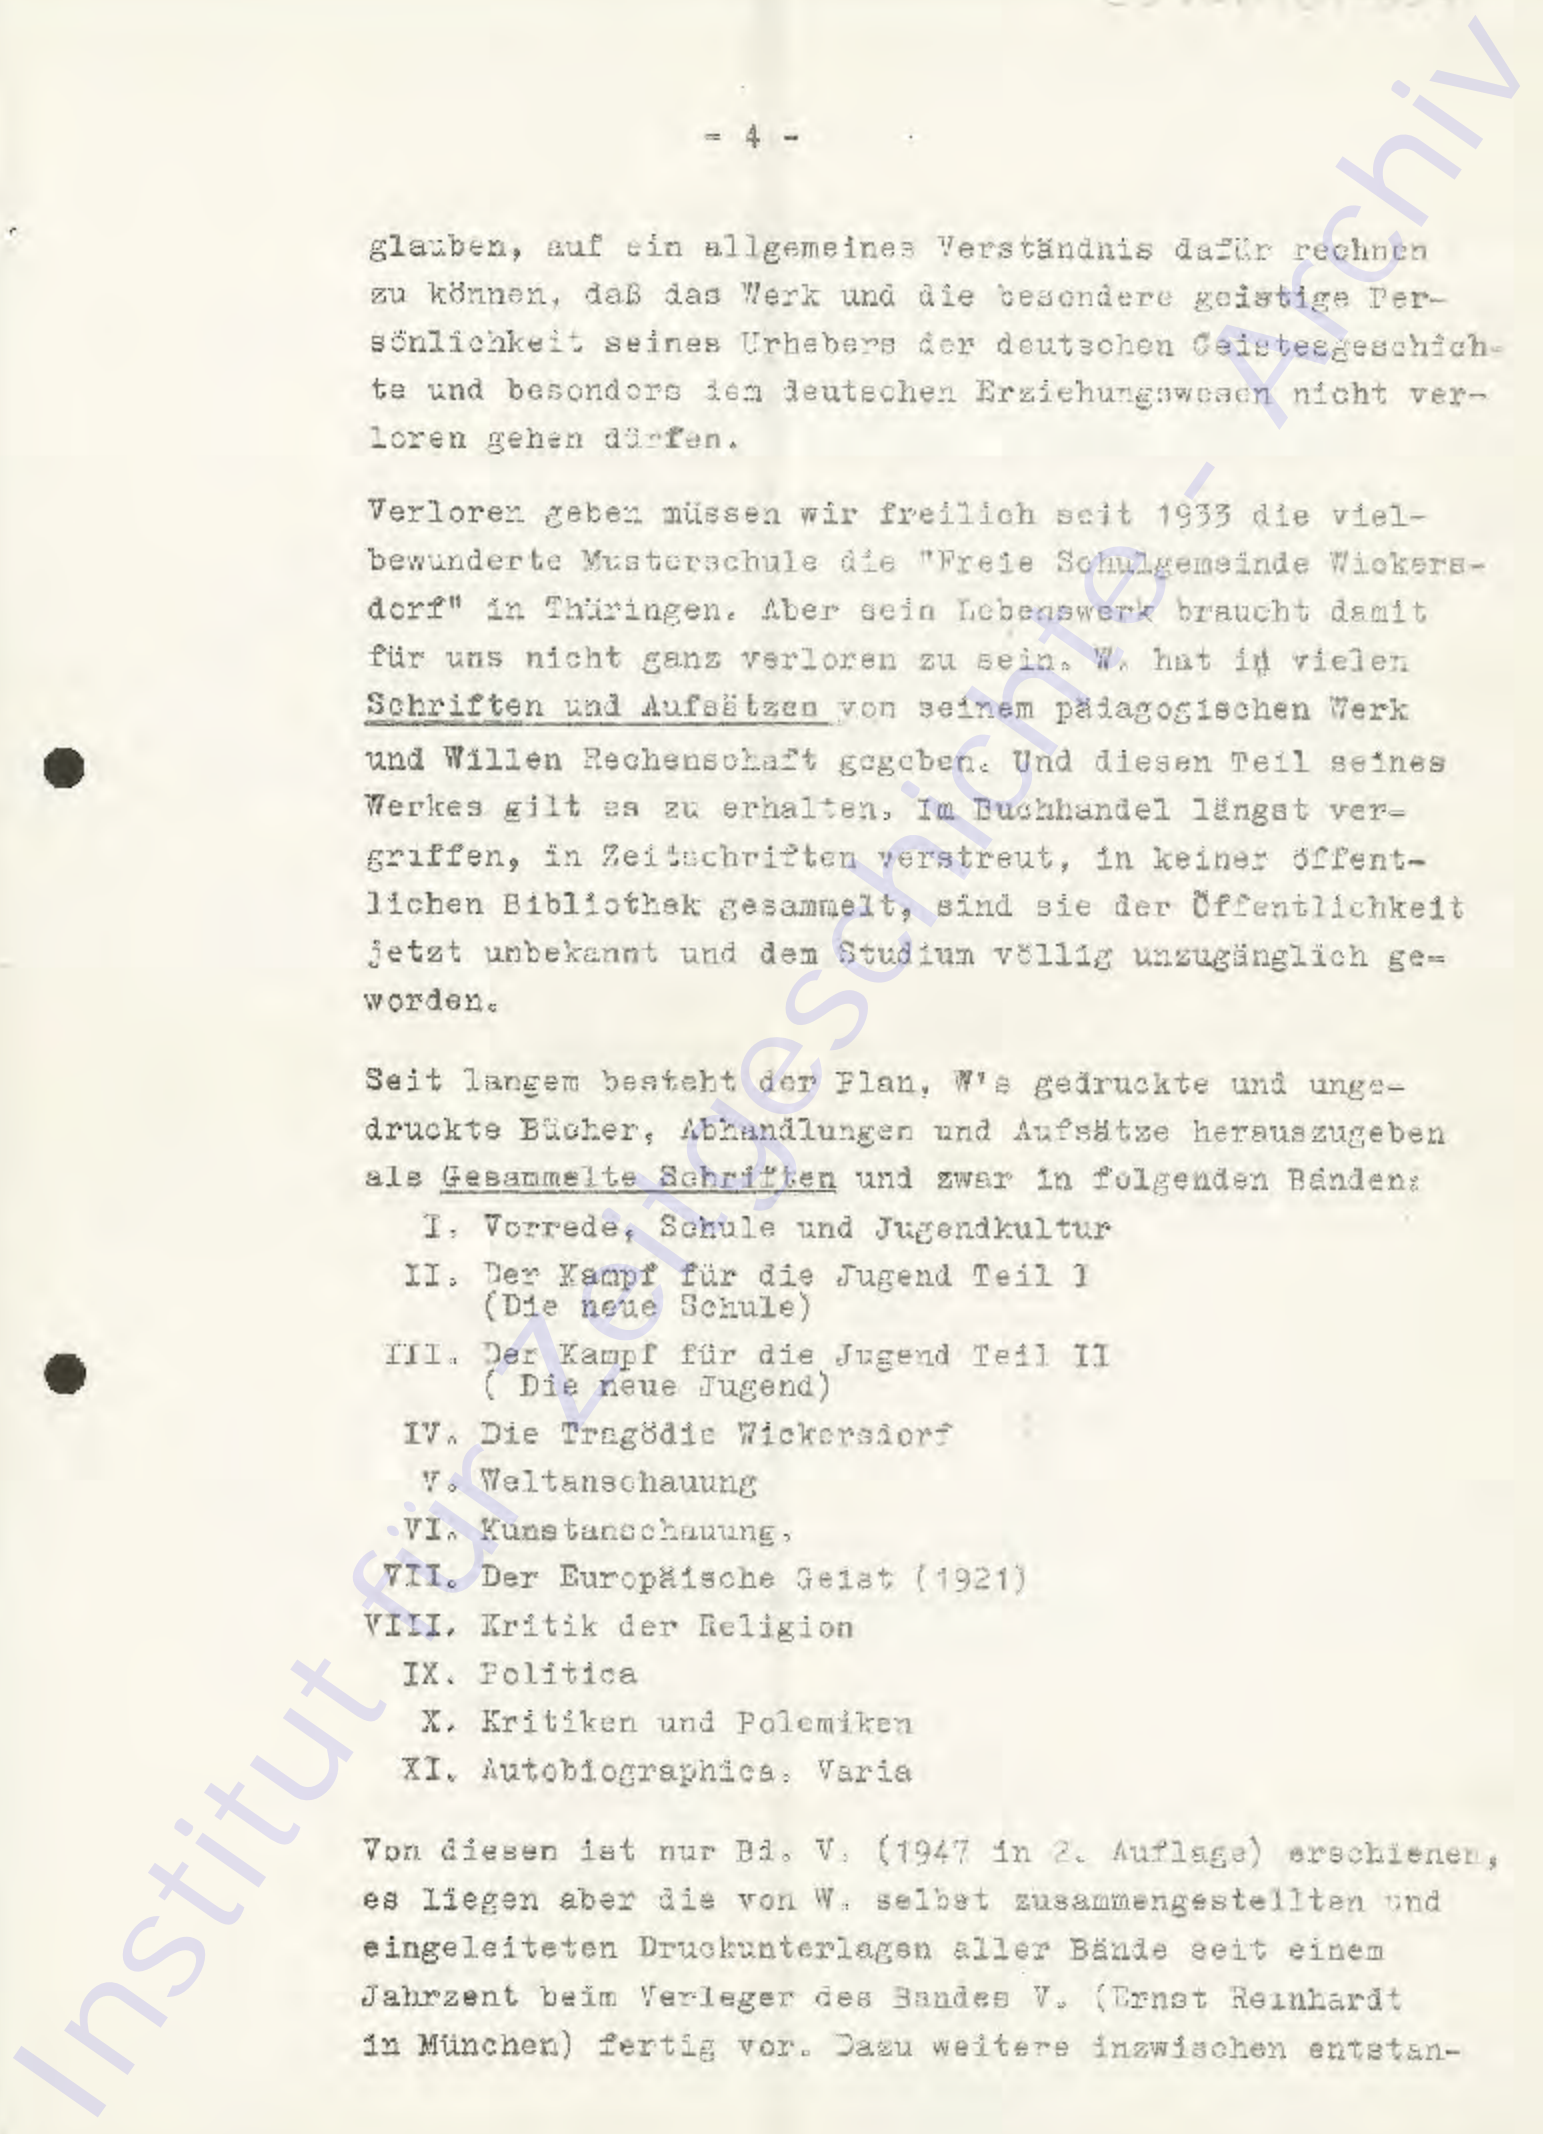 - 4 -
glauben, auf ein allgemeines Verständnis dafür rechnen
zu können, daß das Werk und die besondere geistige Per-
sönlichkeit seines Urhebers der deutschen Geistesgeschich-
te und besonders dem deutschen Erziehungswesen nicht ver-
loren gehen dürfen.
Verloren geben müssen wir freilich seit 1933 die viel-
bewunderte Musterschule die "Freie Schulgemeinde Wickers-
dorf" in Thüringen. Aber sein Lebenswerk braucht damit
für uns nicht ganz verloren zu sein. W. hat in vielen
Schriften und Aufsätzen von seinem pädagogischen Werk
und Willen Rechenschaft gegeben. Und diesen Teil seines
Werkes gilt es zu erhalten. Im Buchhandel längst ver=
griffen, in Zeitschriften verstreut, in keiner öffent-
lichen Bibliothek gesammelt, sind sie der Öffentlichkeit
jetzt unbekannt und dem Studium völlig unzugänglich ge=
worden.
Seit langem besteht der Plan, W's gedruckte und unge-
druckte Bücher, Abhandlungen und Aufsätze herauszugeben
als Gesammelte Schriften und zwar in folgenden Bänden:
I. Vorrede, Schule und Jugendkultur
II. Der Kampf für die Jugend Teil I
(Die neue Schule)
III. Der Kampf für die Jugend Teil II
( Die neue Jugend)
IV. Die Tragödie Wickersdorf
V. Weltanschauung
VI. Kunstanschauung.
VII. Der Europäische Geist (1921)
VIII. Kritik der Religion
IX. Politica
X. Kritiken und Polemiken
XI. Autobiographica. Varia
Von diesen ist nur Bd. V. (1947 in 2. Auflage) erschienen,
es liegen aber die von W. selbst zusammengestellten und
eingeleiteten Druckunterlagen aller Bände seit einem
Jahrzent beim Verleger des Bandes V. (Ernst Reinhardt
in München) fertig vor. Dazu weitere inzwischen entstan-
Institut für Zeitgeschichte - Archiv